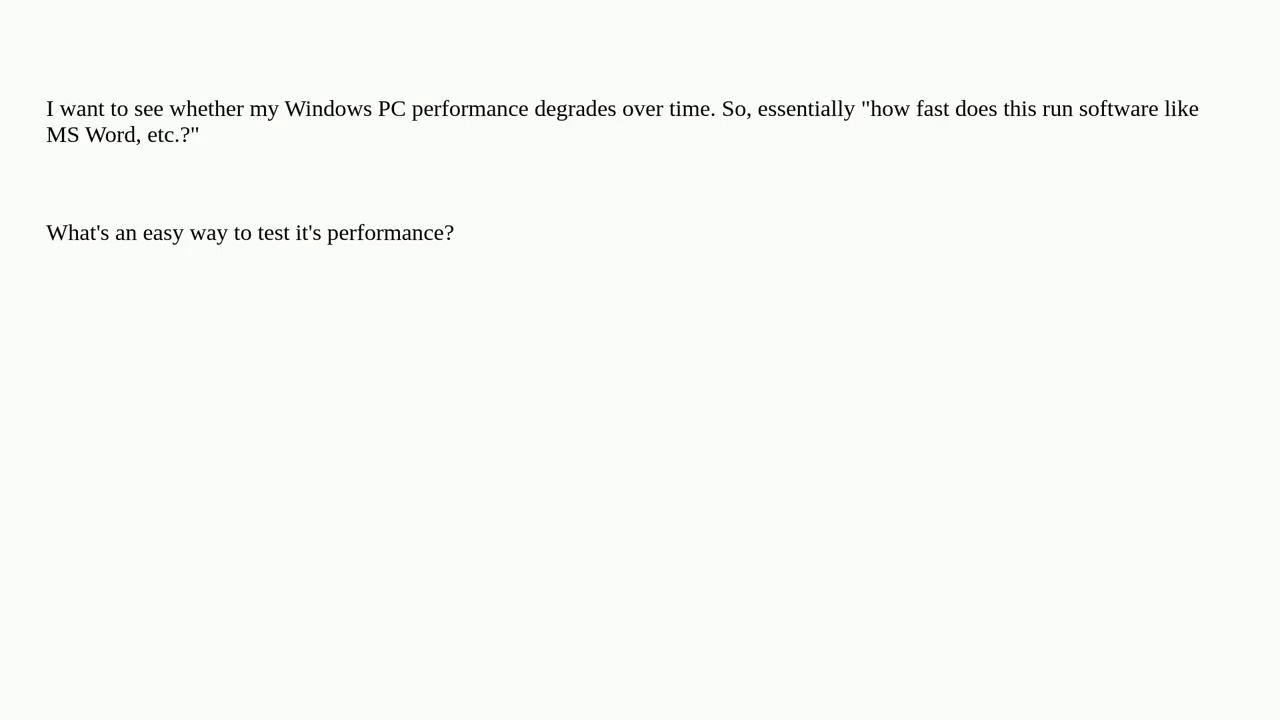 I want to see whether my Windows PC performance degrades over time. So, essentially "how fast does this run software like
MS Word, etc.?"
What's an easy way to test it's performance?